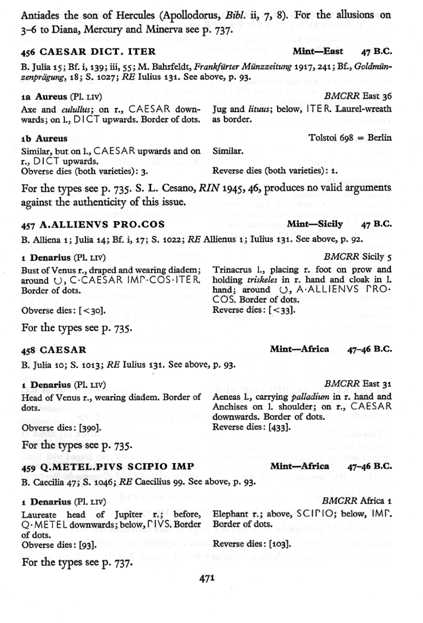 Antiades the son of Hercules (Apollodorus, Bibl. ii, 7, 8). For the allusions on
3–6 to Diana, Mercury and Minerva see p. 737.
456 CAESAR DICT. ITER Mint—East 47 B.C.
B. Julia 15; Bf. i, 139; iii, 55; M. Bahrfeldt, Frankfurter Münzzeitung 1917, 241; Bf., Goldmün-
zenprägung, 18; S. 1027; RE Iulius 131. See above, p. 93.
1a Aureus (Pl. LIV) BMCRR East 36
Axe and culullus; on r., CAESAR down-
wards; on l., DICT upwards. Border of dots.
Jug and lituus; below, ITER. Laurel-wreath
as border.
1b Aureus Tolstoi 698 = Berlin
Similar, but on l., CAESAR upwards and on
r., DICT upwards.
Similar.
Obverse dies (both varieties): 3. Reverse dies (both varieties): 1.
For the types see p. 735. S. L. Cesano, RIN 1945, 46, produces no valid arguments
against the authenticity of this issue.
457 A.ALLIENVS PRO.COS Mint—Sicily 47 B.C.
B. Alliena 1; Julia 14; Bf. i, 17; S. 1022; RE Allienus 1; Iulius 131. See above, p. 92.
1 Denarius (Pl. LIV) BMCRR Sicily 5
Bust of Venus r., draped and wearing diadem;
around ↻, C·CAESAR IMP·COS·ITER.
Border of dots.
Trinacrus l., placing r. foot on prow and
holding triskeles in r. hand and cloak in l.
hand; around ↻, A·ALLIENVS PRO·
COS. Border of dots.
Obverse dies: [<30]. Reverse dies: [<33].
For the types see p. 735.
458 CAESAR Mint—Africa 47–46 B.C.
B. Julia 10; S. 1013; RE Iulius 131. See above, p. 93.
1 Denarius (Pl. LIV) BMCRR East 31
Head of Venus r., wearing diadem. Border of
dots.
Aeneas l., carrying palladium in r. hand and
Anchises on l. shoulder; on r., CAESAR
downwards. Border of dots.
Obverse dies: [390]. Reverse dies: [433].
For the types see p. 735.
459 Q.METEL.PIVS SCIPIO IMP Mint—Africa 47–46 B.C.
B. Caecilia 47; S. 1046; RE Caecilius 99. See above, p. 93.
1 Denarius (Pl. LIV) BMCRR Africa 1
Laureate head of Jupiter r.; before,
Q·METEL downwards; below, PIVS. Border
of dots.
Elephant r.; above, SCIPIO; below, IMP.
Border of dots.
Obverse dies: [93]. Reverse dies: [103].
For the types see p. 737.
471